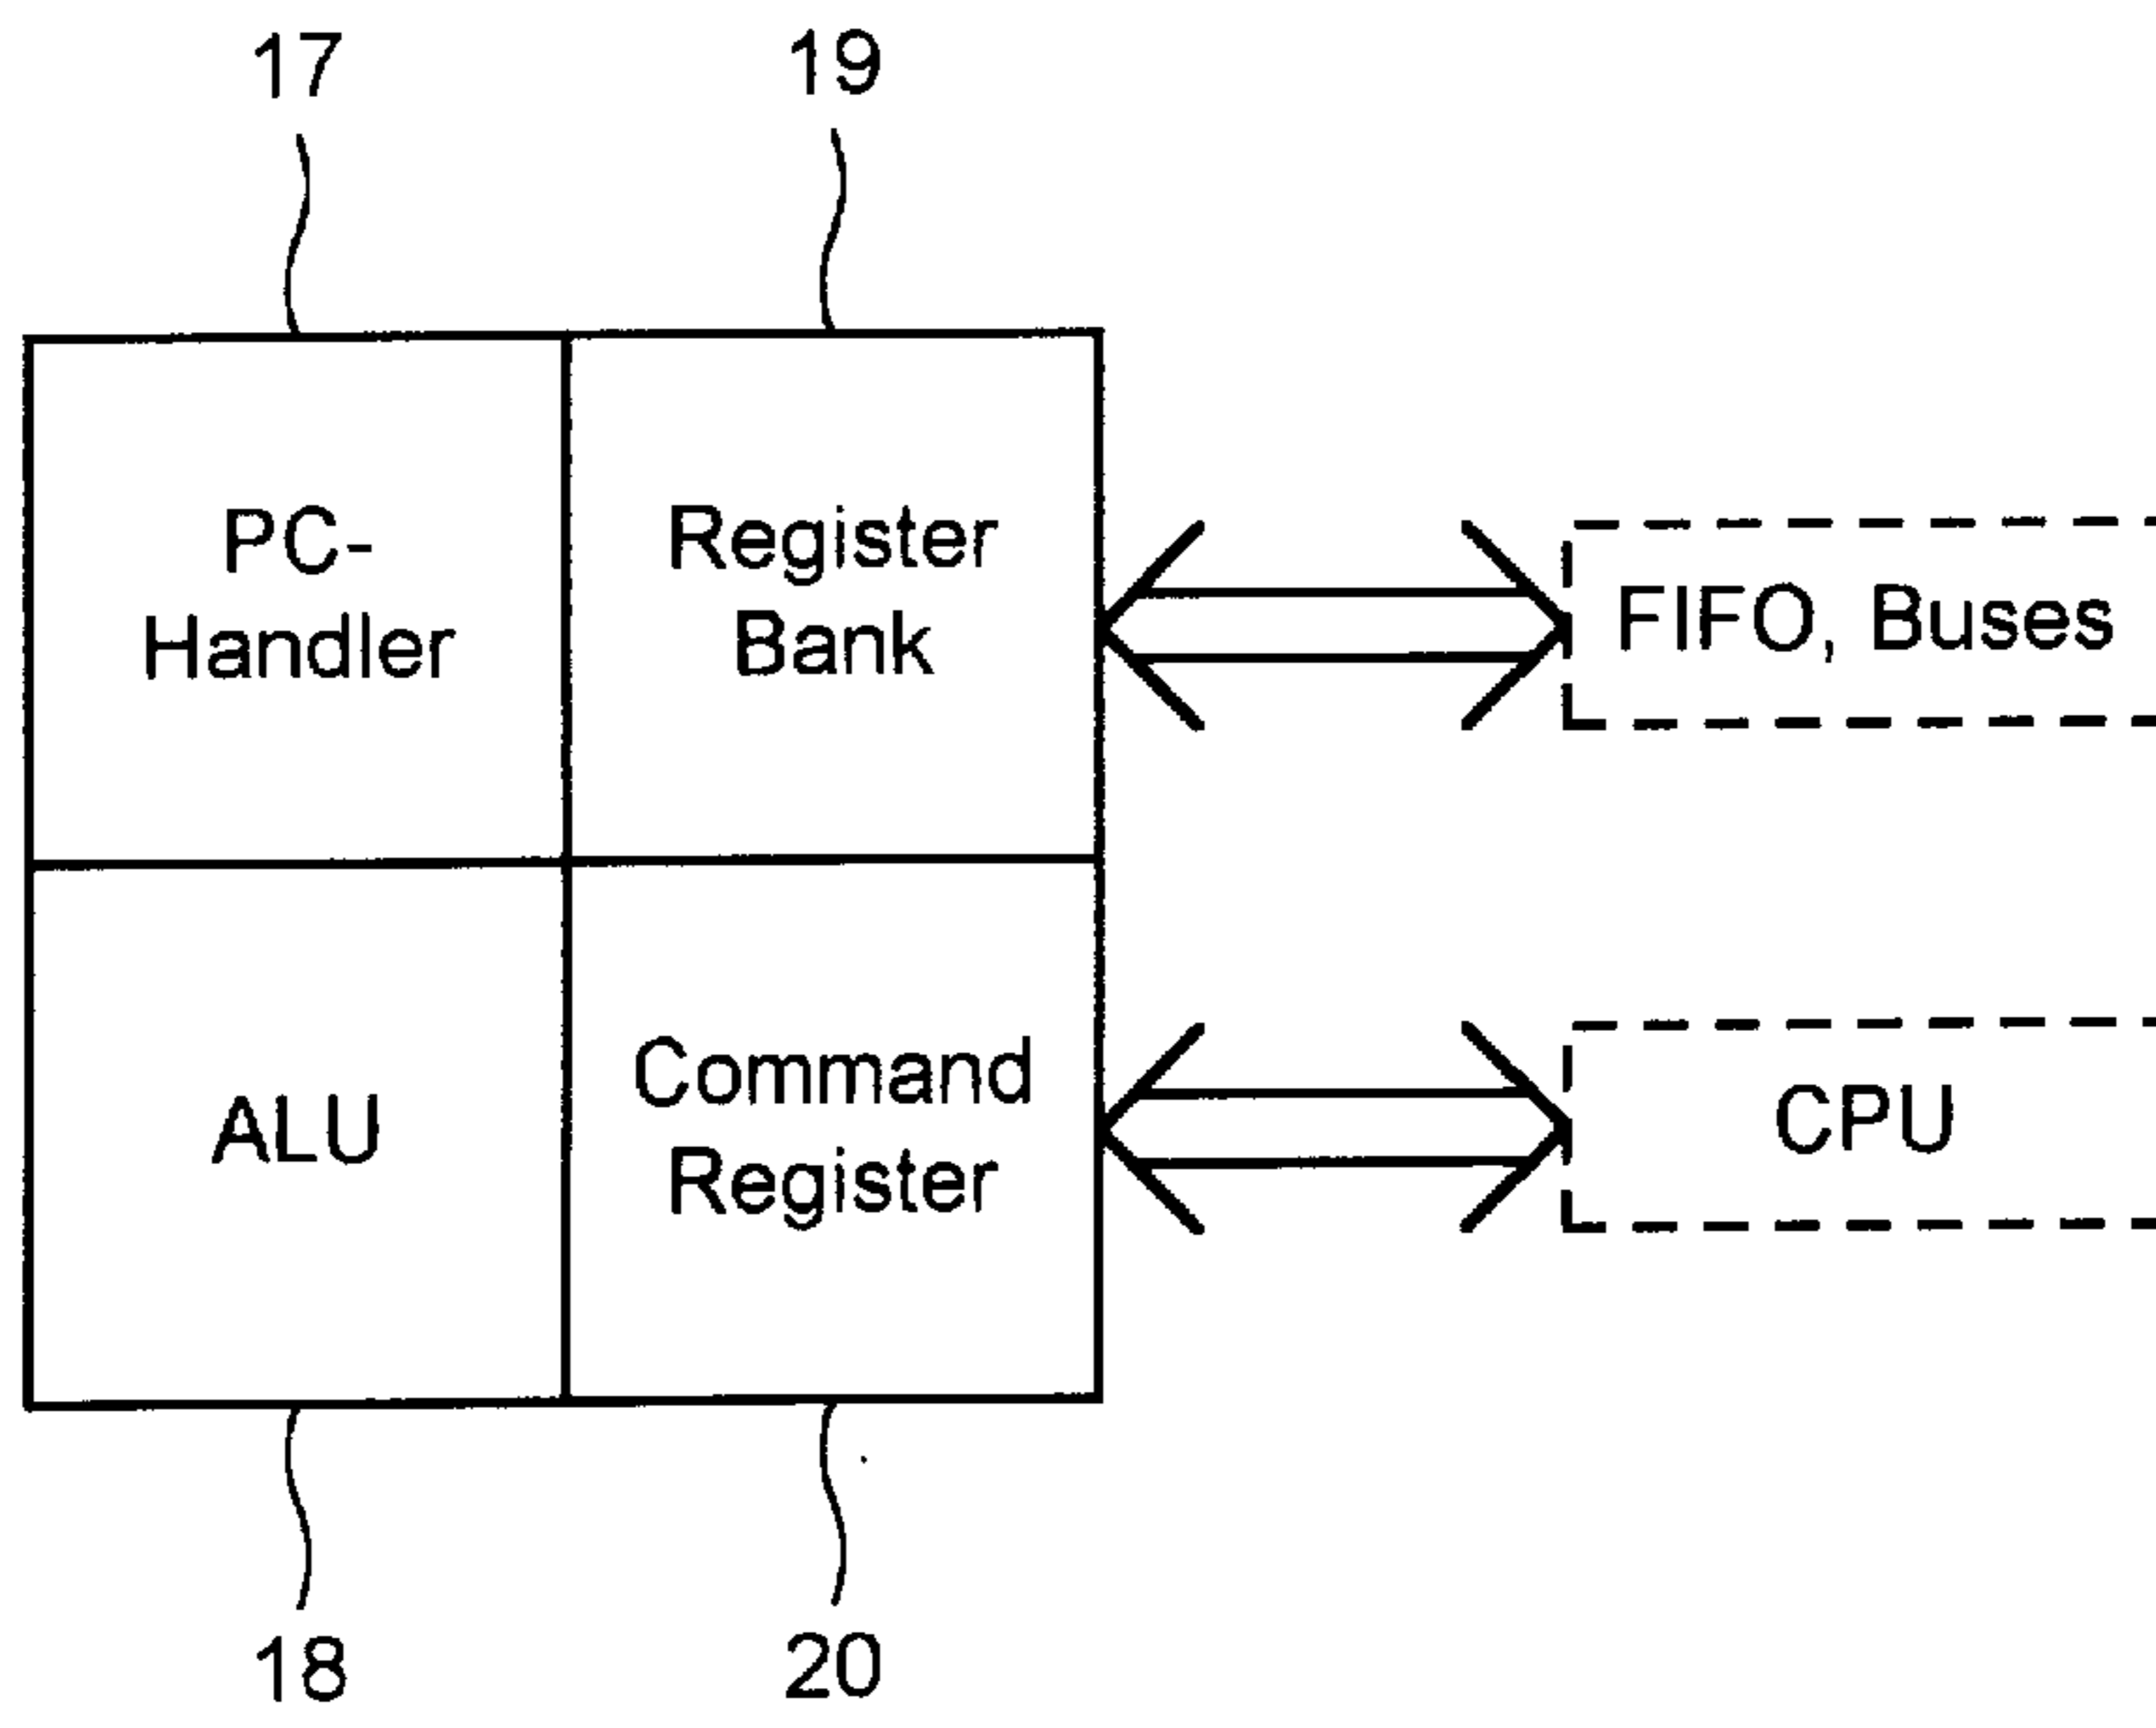 17
19
PC-
Handler
Register
Bank
FIFO, Buses
ALU
Command
Register
CPU
18
20